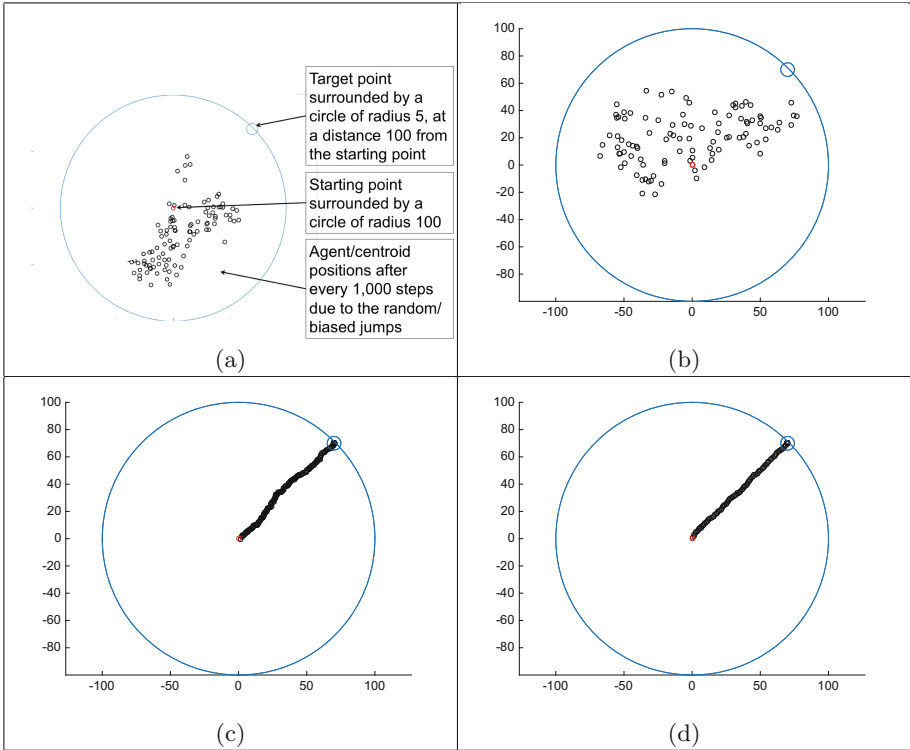 Target point
surrounded by a
circle of radius 5, at
a distance 100 from
the starting point
Starting point
surrounded by a
circle of radius 100
Agent/centroid
positions after
every 1,000 steps
due to the random/
biased jumps
(a)
100
80
60
40
20
0
-20
-40
-60
-80
-100 -50 0 50 100
(b)
100
80
60
40
20
0
-20
-40
-60
-80
-100 -50 0 50 100
(c)
100
80
60
40
20
0
-20
-40
-60
-80
-100 -50 0 50 100
(d)